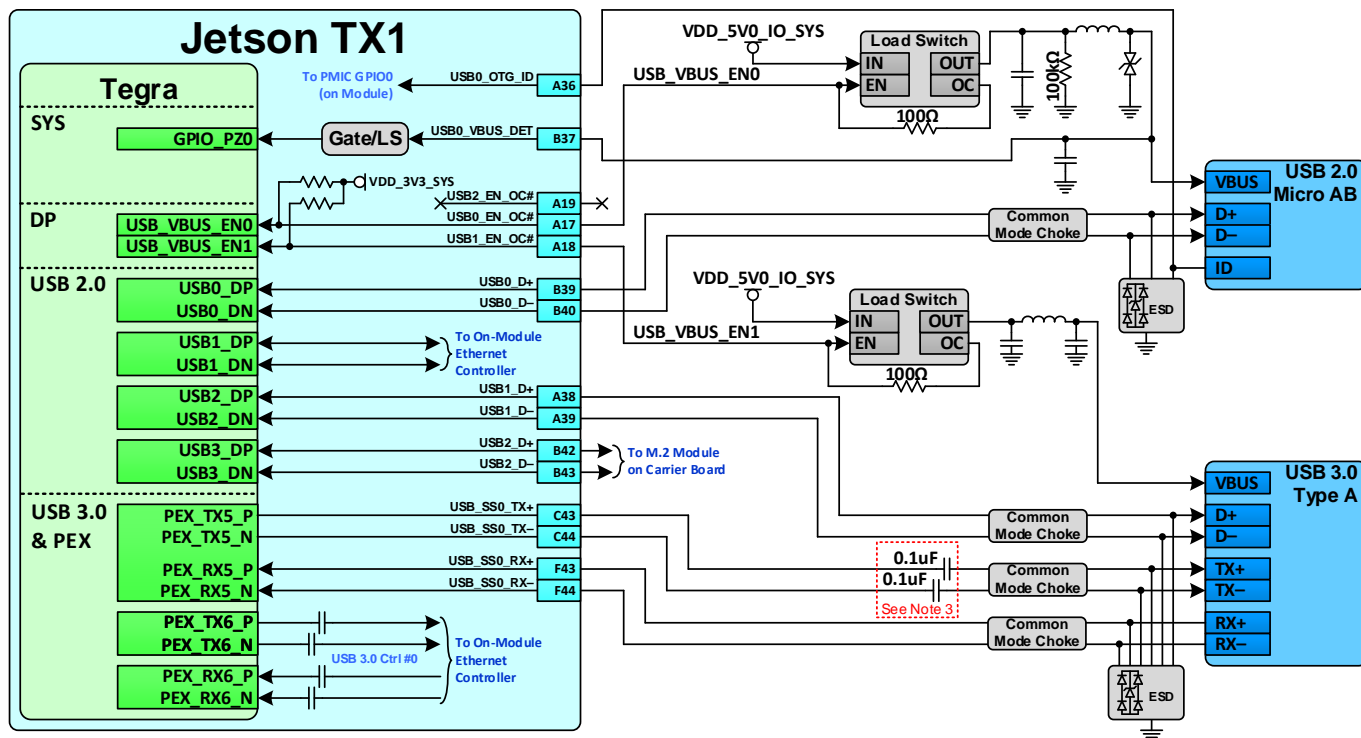 Jetson TX1
Tegra
SYS
GPIO_PZ0
DP
USB_VBUS_EN0
USB_VBUS_EN1
USB 2.0
USB0_DP
USB0_DN
USB1_DP
USB1_DN
USB2_DP
USB2_DN
USB3_DP
USB3_DN
USB 3.0
& PEX
PEX_TX5_P
PEX_TX5_N
PEX_RX5_P
PEX_RX5_N
PEX_TX6_P
PEX_TX6_N
PEX_RX6_P
PEX_RX6_N
To PMIC GPIO0
(on Module)
USB0_OTG_ID
A36
Gate/LS
USB0_VBUS_DET
B37
VDD_3V3_SYS
USB2_EN_OC#
A19
USB0_EN_OC#
A17
USB1_EN_OC#
A18
USB0_D+
B39
USB0_D–
B40
To On-Module
Ethernet
Controller
USB1_D+
A38
USB1_D–
A39
USB2_D+
B42
USB2_D–
B43
To M.2 Module
on Carrier Board
USB_SS0_TX+
C43
USB_SS0_TX–
C44
USB_SS0_RX+
F43
USB_SS0_RX–
F44
USB 3.0 Ctrl #0
To On-Module
Ethernet
Controller
VDD_5V0_IO_SYS
USB_VBUS_EN0
Load Switch
IN
OUT
EN
OC
100Ω
100kΩ
Common
Mode Choke
USB 2.0
Micro AB
VBUS
D+
D–
ID
ESD
VDD_5V0_IO_SYS
USB_VBUS_EN1
Load Switch
IN
OUT
EN
OC
100Ω
USB 3.0
Type A
VBUS
D+
D–
TX+
TX–
RX+
RX–
Common
Mode Choke
0.1uF
0.1uF
See Note 3
Common
Mode Choke
Common
Mode Choke
ESD